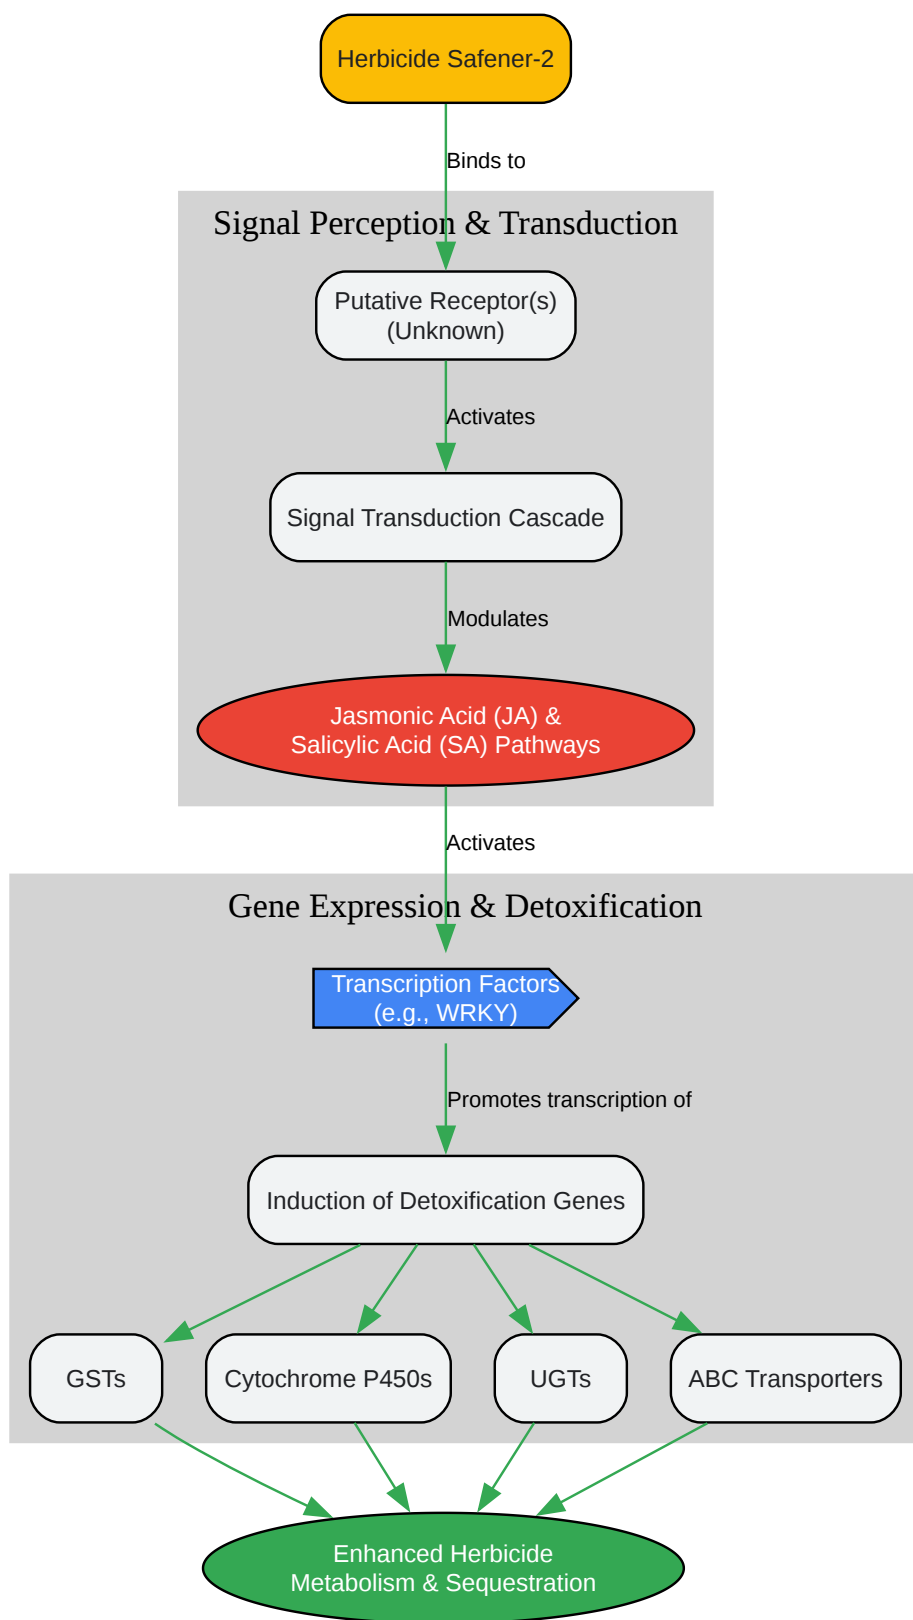 Herbicide Safener-2
Binds to
Signal Perception & Transduction
Putative Receptor(s)
(Unknown)
Activates
Signal Transduction Cascade
Modulates
Jasmonic Acid (JA) &
Salicylic Acid (SA) Pathways
Activates
Gene Expression & Detoxification
Transcription Factors
(e.g., WRKY)
Promotes transcription of
Induction of Detoxification Genes
GSTs
Cytochrome P450s
UGTs
ABC Transporters
Enhanced Herbicide
Metabolism & Sequestration